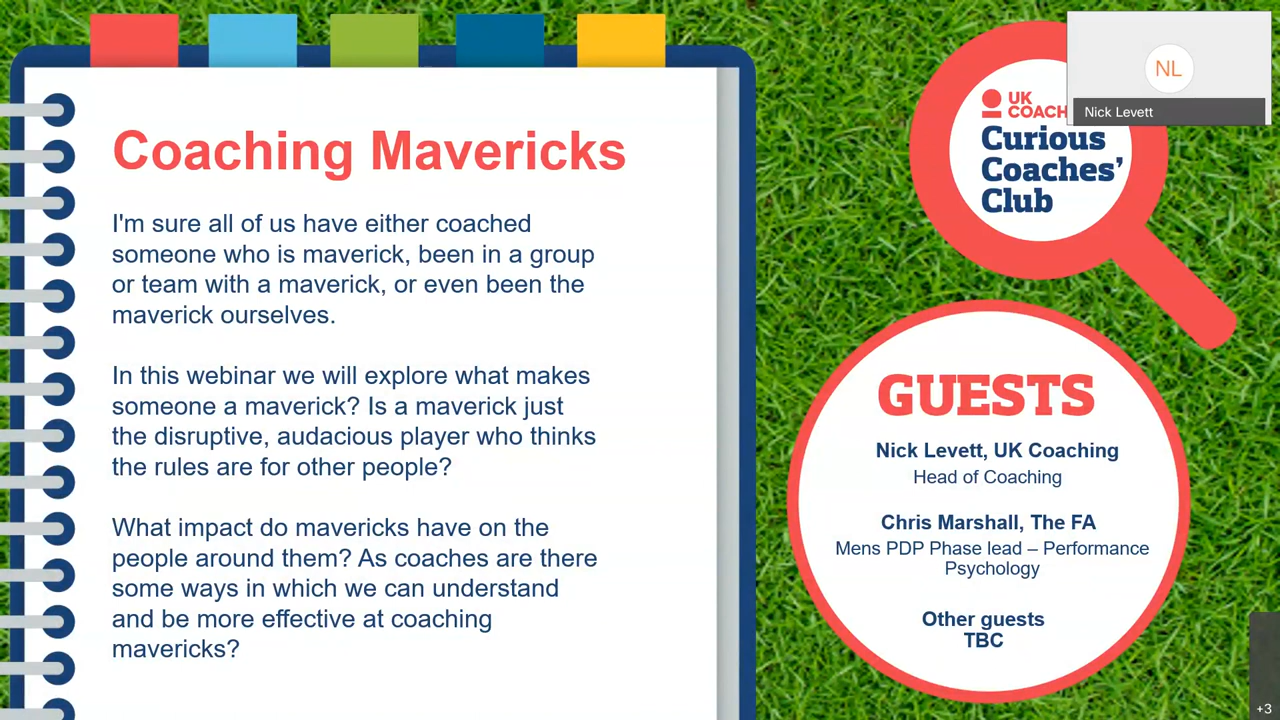 Coaching Mavericks
I'm sure all of us have either coached
someone who is maverick, been in a group
or team with a maverick, or even been the
maverick ourselves.
In this webinar we will explore what makes
someone a maverick? Is a maverick just
the disruptive, audacious player who thinks
the rules are for other people?
What impact do mavericks have on the
people around them? As coaches are there
some ways in which we can understand
and be more effective at coaching
mavericks?
NL
Nick Levett
UK
COACH
Curious
Coaches’
Club
GUESTS
Nick Levett, UK Coaching
Head of Coaching
Chris Marshall, The FA
Mens PDP Phase lead – Performance
Psychology
Other guests
TBC
+3